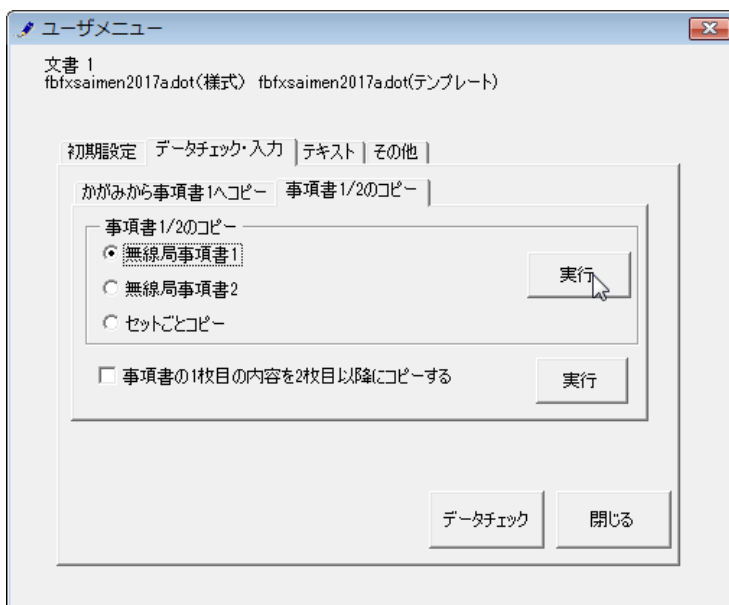 ユーザメニュー
文書 1
fbfxsaimen2017a.dot(様式) fbfxsaimen2017a.dot(テンプレート)
初期設定 データチェック・入力 テキスト その他
かがみから事項書1へコピー 事項書1/2のコピー
事項書1/2のコピー
無線局事項書1
実行
無線局事項書2
セットごとコピー
事項書の1枚目の内容を2枚目以降にコピーする
実行
データチェック 閉じる